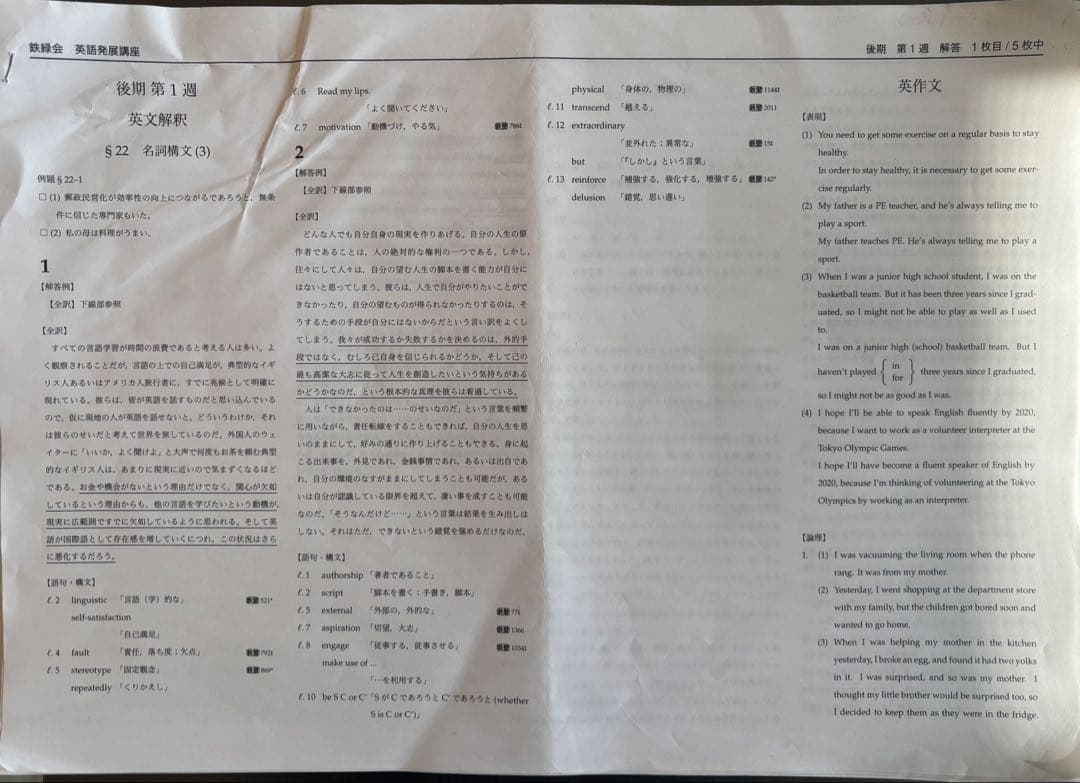 鉄緑会 英語発展講座
後期 第1週 解答 1枚目/5枚中
後期 第1週
英文解釈
§22 名詞構文(3)
例題§22–1
□(1) 郵政民営化が効率性の向上につながるであろうと、無条
件に信じた専門家もいた。
□(2) 私の母は料理がうまい。
1
【解答例】
【全訳】下線部参照
【全訳】
すべての言語学習が時間の浪費であると考える人は多い。よ
く観察されることだが、言語の上での自己満足が、典型的なイギ
リス人あるいはアメリカ人旅行者に、すでに兆候として明確に
現れている。彼らは、皆が英語を話すものだと思い込んでいる
ので、仮に現地の人が英語を話せないと、どういうわけか、それ
は彼らのせいだと考えて世界を旅しているのだ。外国人のウェ
イターに「いいか、よく聞けよ」と大声で何度もお茶を頼む典型
的なイギリス人は、あまりに現実に近いので気まずくなるほど
である。お金や機会がないという理由だけでなく、関心が欠如
しているという理由からも、他の言語を学びたいという動機が、
現実に広範囲ですでに欠如しているように思われる。そして英
語が国際語として存在感を増していくにつれ、この状況はさら
に悪化するだろう。
【語句・構文】
ℓ.2 linguistic 「言語（学）的な」 鉄壁 521*
self-satisfaction
「自己満足」
ℓ.4 fault 「責任，落ち度；欠点」 鉄壁 792‡
ℓ.5 stereotype 「固定観念」 鉄壁 869*
repeatedly 「くりかえし」
ℓ.6 Read my lips.
「よく聞いてください」
ℓ.7 motivation 「動機づけ，やる気」 鉄壁 786‡
2
【解答例】
【全訳】下線部参照
【全訳】
どんな人でも自分自身の現実を作りあげる。自分の人生の原
作者であることは、人の絶対的な権利の一つである。しかし、
往々にして人々は、自分の望む人生の脚本を書く能力が自分に
はないと思ってしまう。彼らは、人生で自分がやりたいことがで
きなかったり、自分の望むものが得られなかったりするのは、そ
うするための手段が自分にはないからだという言い訳をよくし
てしまう。我々が成功するか失敗するかを決めるのは、外的手
段ではなく、むしろ己自身を信じられるかどうか、そして己の
最も高潔な大志に従って人生を創造したいという気持ちがある
かどうかなのだ、という根本的な真理を彼らは看過している。
人は「できなかったのは……のせいなのだ」という言葉を頻繁
に用いながら、責任転嫁をすることもできれば、自分の人生を思
いのままにして、好みの通りに作り上げることもできる。身に起
こる出来事を、外見であれ、金銭事情であれ、あるいは出自であ
れ、自分の環境のなすがままにしてしまうことも可能だが、ある
いは自分が認識している限界を超えて、凄い事を成すことも可能
なのだ。「そうなんだけど……」という言葉は結果を生み出しは
しない。それはただ、できないという錯覚を強めるだけなのだ。
【語句・構文】
ℓ.1 authorship 「著者であること」
ℓ.2 script 「脚本を書く；手書き，脚本」
ℓ.5 external 「外部の，外的な」 鉄壁 77‡
ℓ.7 aspiration 「切望，大志」 鉄壁 1366
ℓ.8 engage 「従事する，従事させる」 鉄壁 1034‡
make use of ...
「…を利用する」
ℓ.10 be S C or C′ 「S が C であろうと C′ であろうと (whether
S is C or C′)」
physical 「身体の，物理の」 鉄壁 1144‡
ℓ.11 transcend 「越える」 鉄壁 2011
ℓ.12 extraordinary
「並外れた；異常な」 鉄壁 15‡
but 「『しかし』という言葉」
ℓ.13 reinforce 「補強する，強化する，増強する」 鉄壁 142*
delusion 「錯覚，思い違い」
英作文
【表現】
(1) You need to get some exercise on a regular basis to stay
healthy.
In order to stay healthy, it is necessary to get some exer-
cise regularly.
(2) My father is a PE teacher, and he's always telling me to
play a sport.
My father teaches PE. He's always telling me to play a
sport.
(3) When I was a junior high school student, I was on the
basketball team. But it has been three years since I grad-
uated, so I might not be able to play as well as I used
to.
I was on a junior high (school) basketball team. But I
haven't played { in / for } three years since I graduated,
so I might not be as good as I was.
(4) I hope I'll be able to speak English fluently by 2020,
because I want to work as a volunteer interpreter at the
Tokyo Olympic Games.
I hope I'll have become a fluent speaker of English by
2020, because I'm thinking of volunteering at the Tokyo
Olympics by working as an interpreter.
【論理】
1. (1) I was vacuuming the living room when the phone
rang. It was from my mother.
(2) Yesterday, I went shopping at the department store
with my family, but the children got bored soon and
wanted to go home.
(3) When I was helping my mother in the kitchen
yesterday, I broke an egg, and found it had two yolks
in it. I was surprised, and so was my mother. I
thought my little brother would be surprised too, so
I decided to keep them as they were in the fridge.